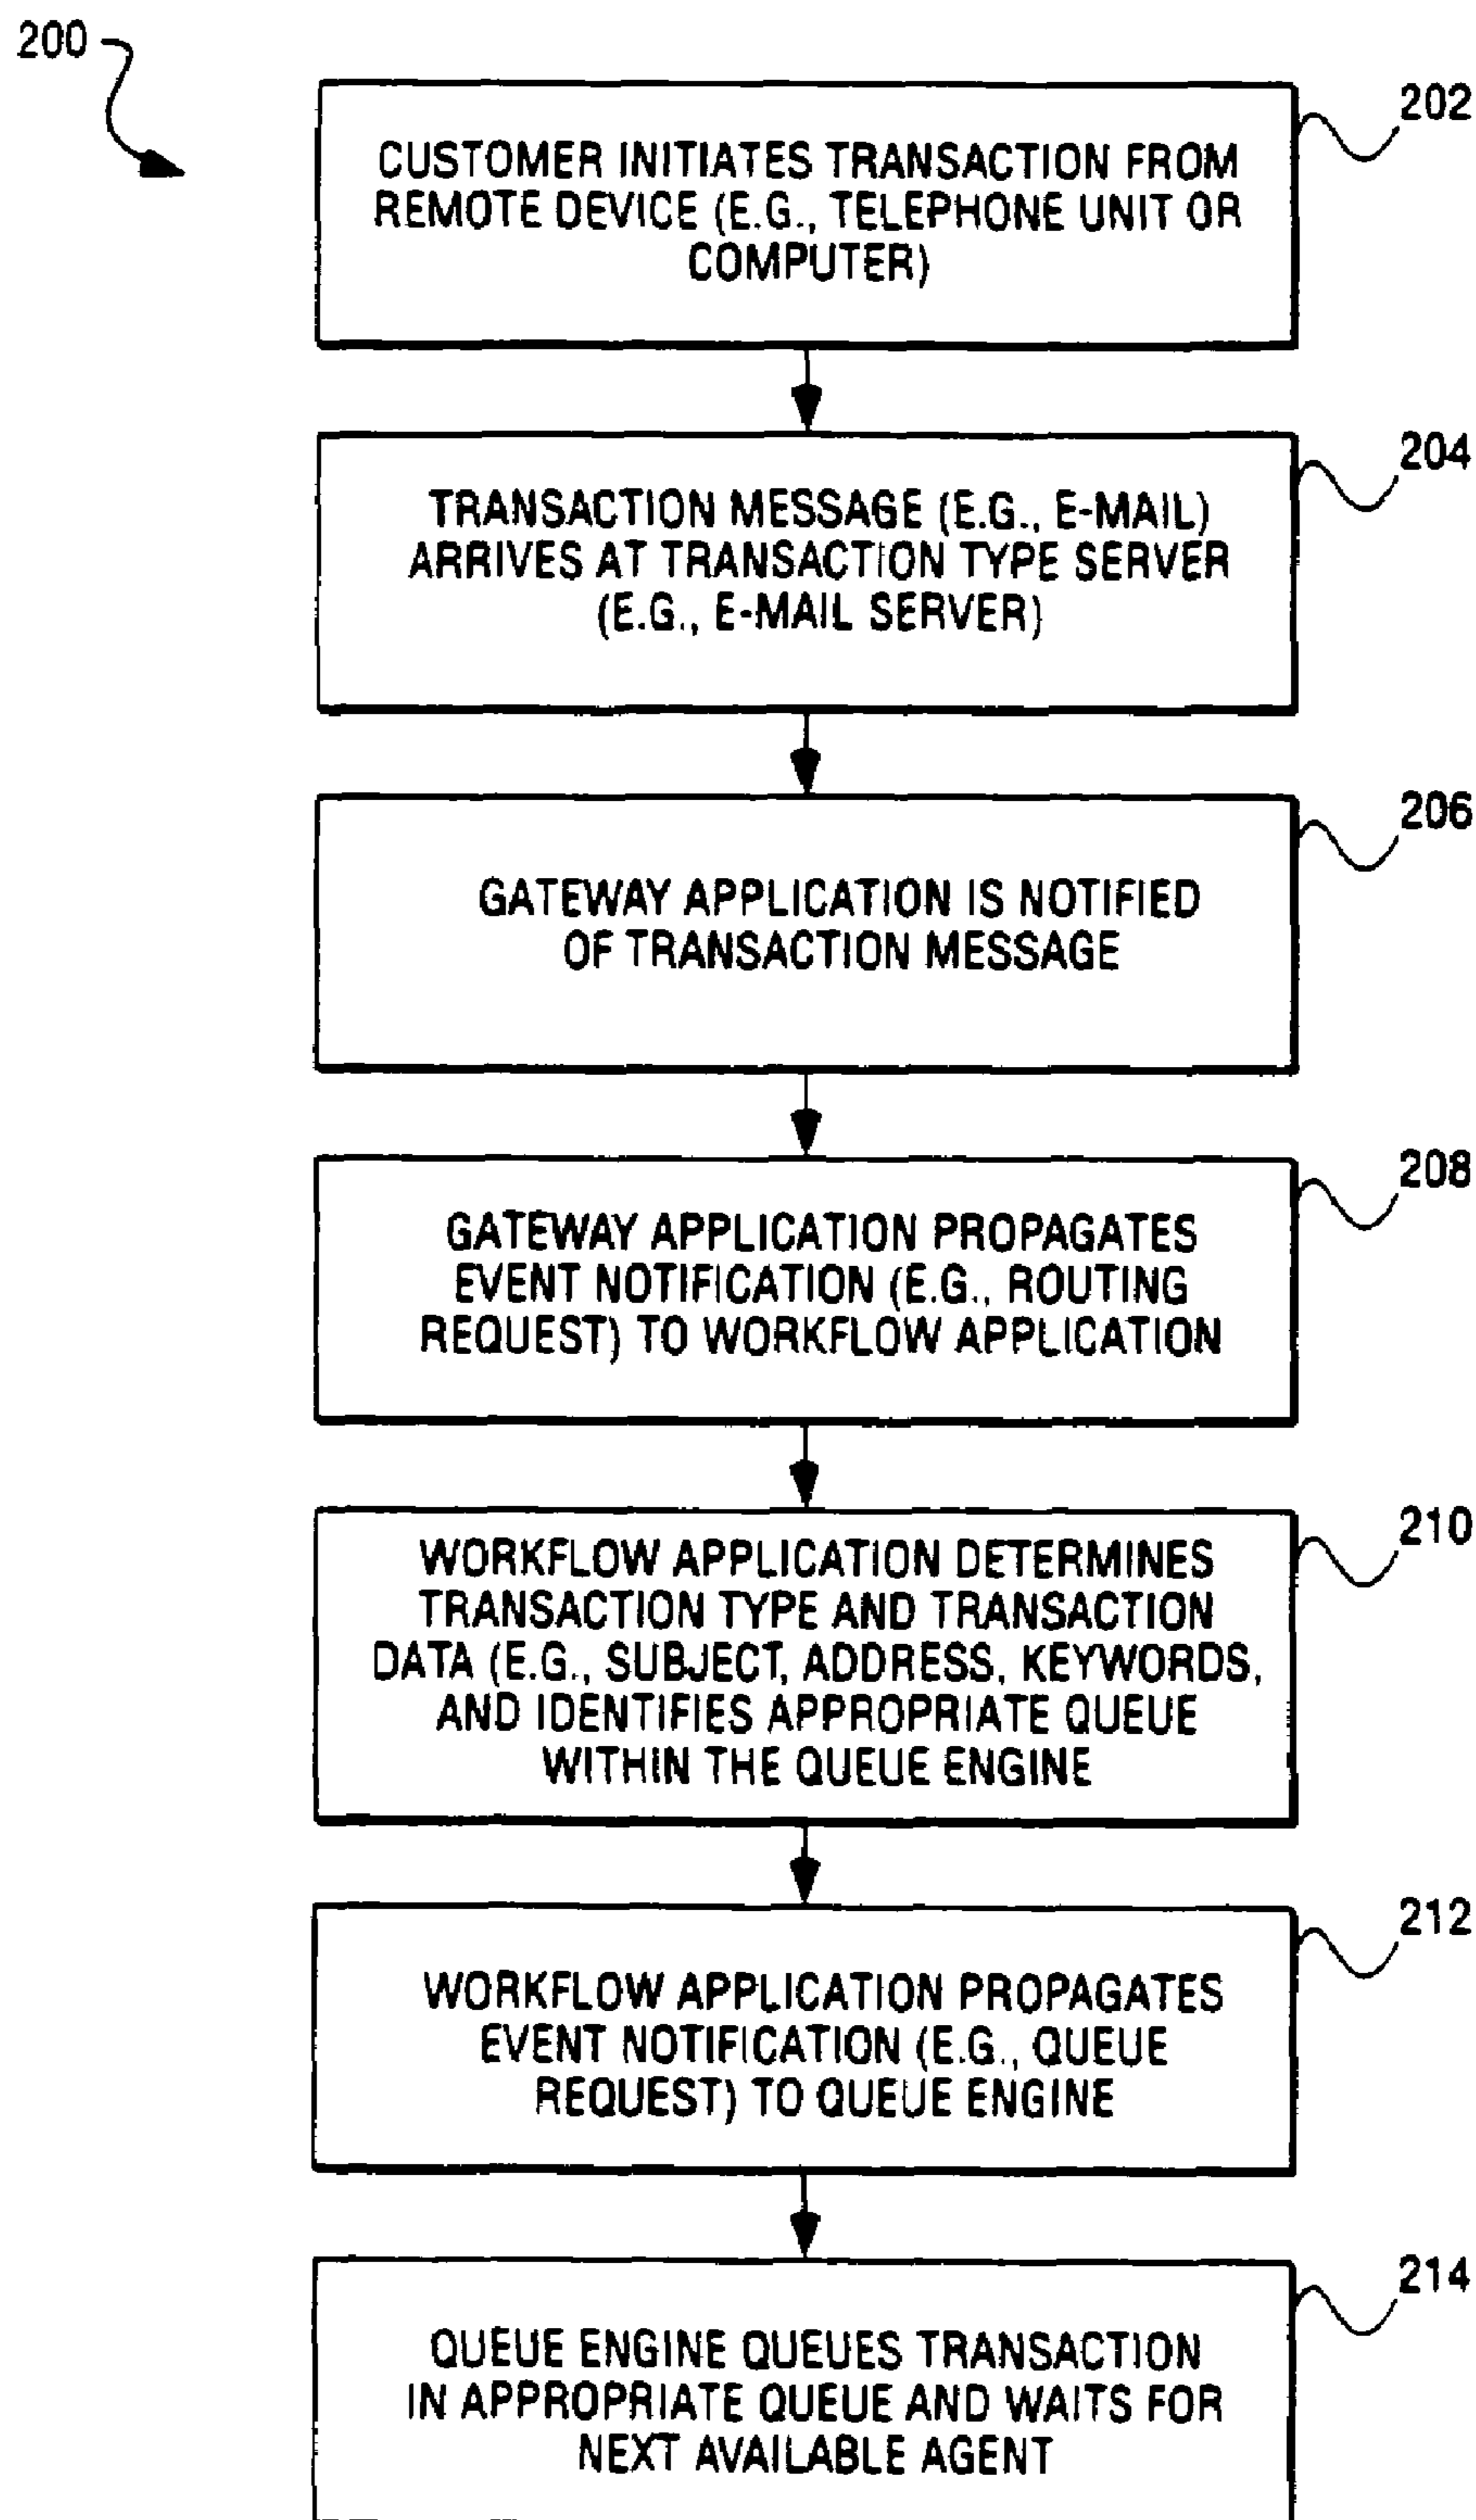 200
202
CUSTOMER INITIATES TRANSACTION FROM
REMOTE DEVICE (E.G., TELEPHONE UNIT OR
COMPUTER)
204
TRANSACTION MESSAGE (E.G., E-MAIL)
ARRIVES AT TRANSACTION TYPE SERVER
(E.G., E-MAIL SERVER)
206
GATEWAY APPLICATION IS NOTIFIED
OF TRANSACTION MESSAGE
208
GATEWAY APPLICATION PROPAGATES
EVENT NOTIFICATION (E.G., ROUTING
REQUEST) TO WORKFLOW APPLICATION
210
WORKFLOW APPLICATION DETERMINES
TRANSACTION TYPE AND TRANSACTION
DATA (E.G., SUBJECT, ADDRESS, KEYWORDS,
AND IDENTIFIES APPROPRIATE QUEUE
WITHIN THE QUEUE ENGINE
212
WORKFLOW APPLICATION PROPAGATES
EVENT NOTIFICATION (E.G., QUEUE
REQUEST) TO QUEUE ENGINE
214
QUEUE ENGINE QUEUES TRANSACTION
IN APPROPRIATE QUEUE AND WAITS FOR
NEXT AVAILABLE AGENT